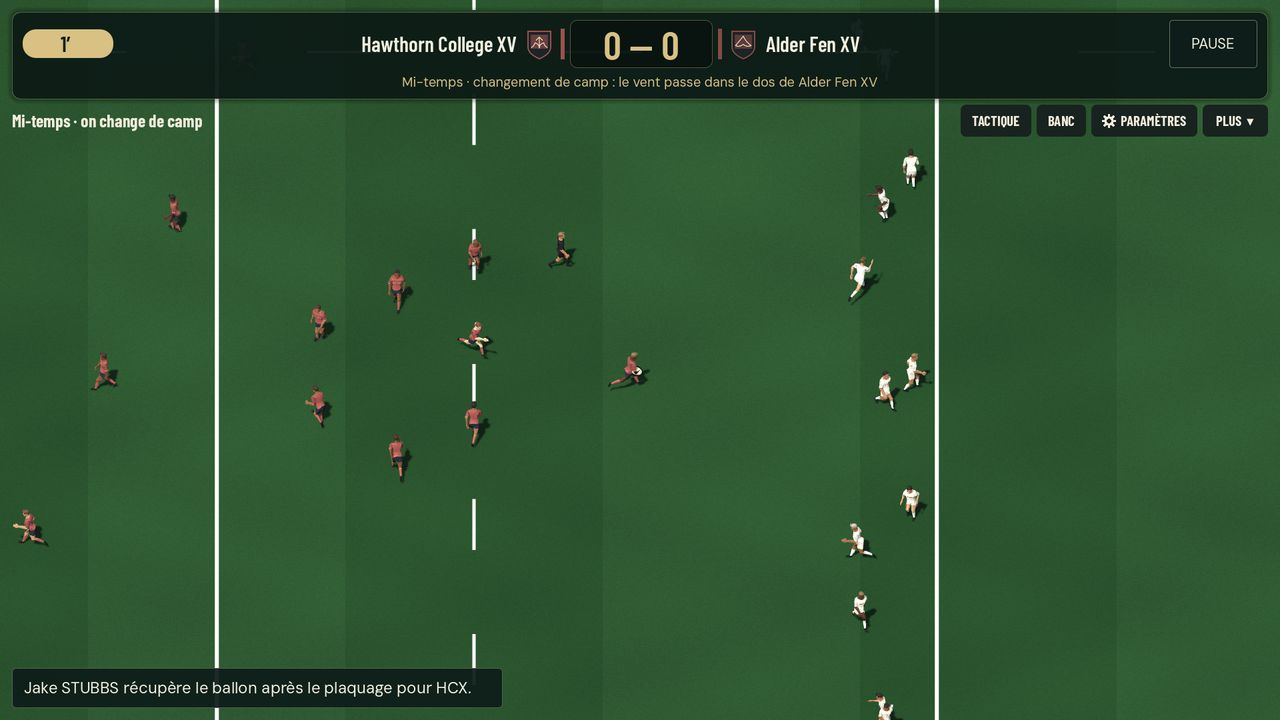 1′
Hawthorn College XV
0 – 0
Alder Fen XV
PAUSE
Mi-temps · changement de camp : le vent passe dans le dos de Alder Fen XV
Mi-temps · on change de camp
TACTIQUE
BANC
PARAMÈTRES
PLUS ▾
Jake STUBBS récupère le ballon après le plaquage pour HCX.